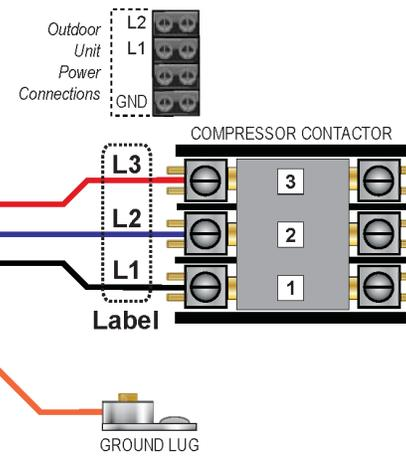 Outdoor
Unit
Power
Connections
L2
L1
GND
COMPRESSOR CONTACTOR
L3
3
L2
2
L1
1
Label
GROUND LUG